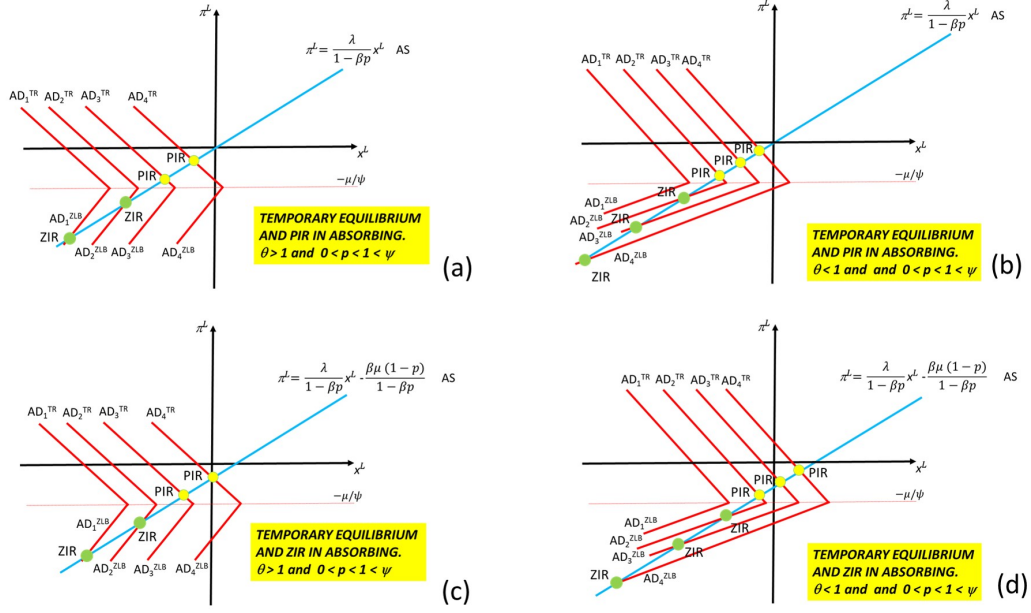 π^L
π^L = λ/(1 − βp) x^L AS
AD₁^TR AD₂^TR AD₃^TR AD₄^TR
x^L
PIR
PIR
−μ/ψ
ZIR
AD₁^ZLB
ZIR
AD₂^ZLB AD₃^ZLB AD₄^ZLB
TEMPORARY EQUILIBRIUM
AND PIR IN ABSORBING.
θ > 1 and 0 < p < 1 < ψ
(a)
π^L
π^L = λ/(1 − βp) x^L AS
AD₁^TR AD₂^TR AD₃^TR AD₄^TR
x^L
PIR
PIR
PIR
−μ/ψ
ZIR
AD₁^ZLB
AD₂^ZLB
ZIR
AD₃^ZLB
AD₄^ZLB
ZIR
TEMPORARY EQUILIBRIUM
AND PIR IN ABSORBING.
θ < 1 and and 0 < p < 1 < ψ
(b)
π^L
π^L = λ/(1 − βp) x^L - βμ (1 − p)/(1 − βp) AS
AD₁^TR AD₂^TR AD₃^TR AD₄^TR
x^L
PIR
PIR
−μ/ψ
AD₁^ZLB
ZIR
ZIR
AD₂^ZLB AD₃^ZLB AD₄^ZLB
TEMPORARY EQUILIBRIUM
AND ZIR IN ABSORBING.
θ > 1 and 0 < p < 1 < ψ
(c)
π^L
π^L = λ/(1 − βp) x^L - βμ (1 − p)/(1 − βp) AS
AD₁^TR AD₂^TR AD₃^TR AD₄^TR
x^L
PIR
PIR
PIR
−μ/ψ
AD₁^ZLB
ZIR
AD₂^ZLB
AD₃^ZLB
ZIR
ZIR
AD₄^ZLB
TEMPORARY EQUILIBRIUM
AND ZIR IN ABSORBING.
θ < 1 and and 0 < p < 1 < ψ
(d)